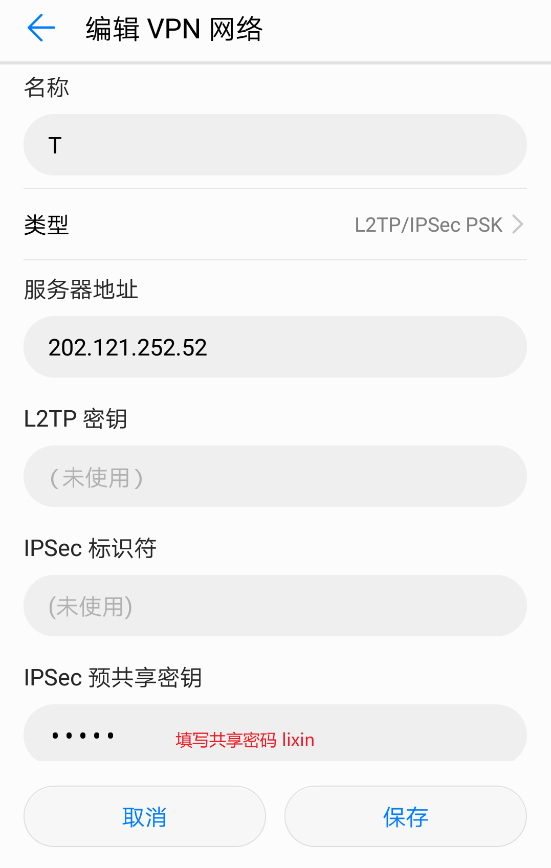 编辑 VPN 网络
名称
T
类型 L2TP/IPSec PSK
服务器地址
202.121.252.52
L2TP 密钥
（未使用）
IPSec 标识符
(未使用)
IPSec 预共享密钥
••••• 填写共享密码 lixin
取消 保存